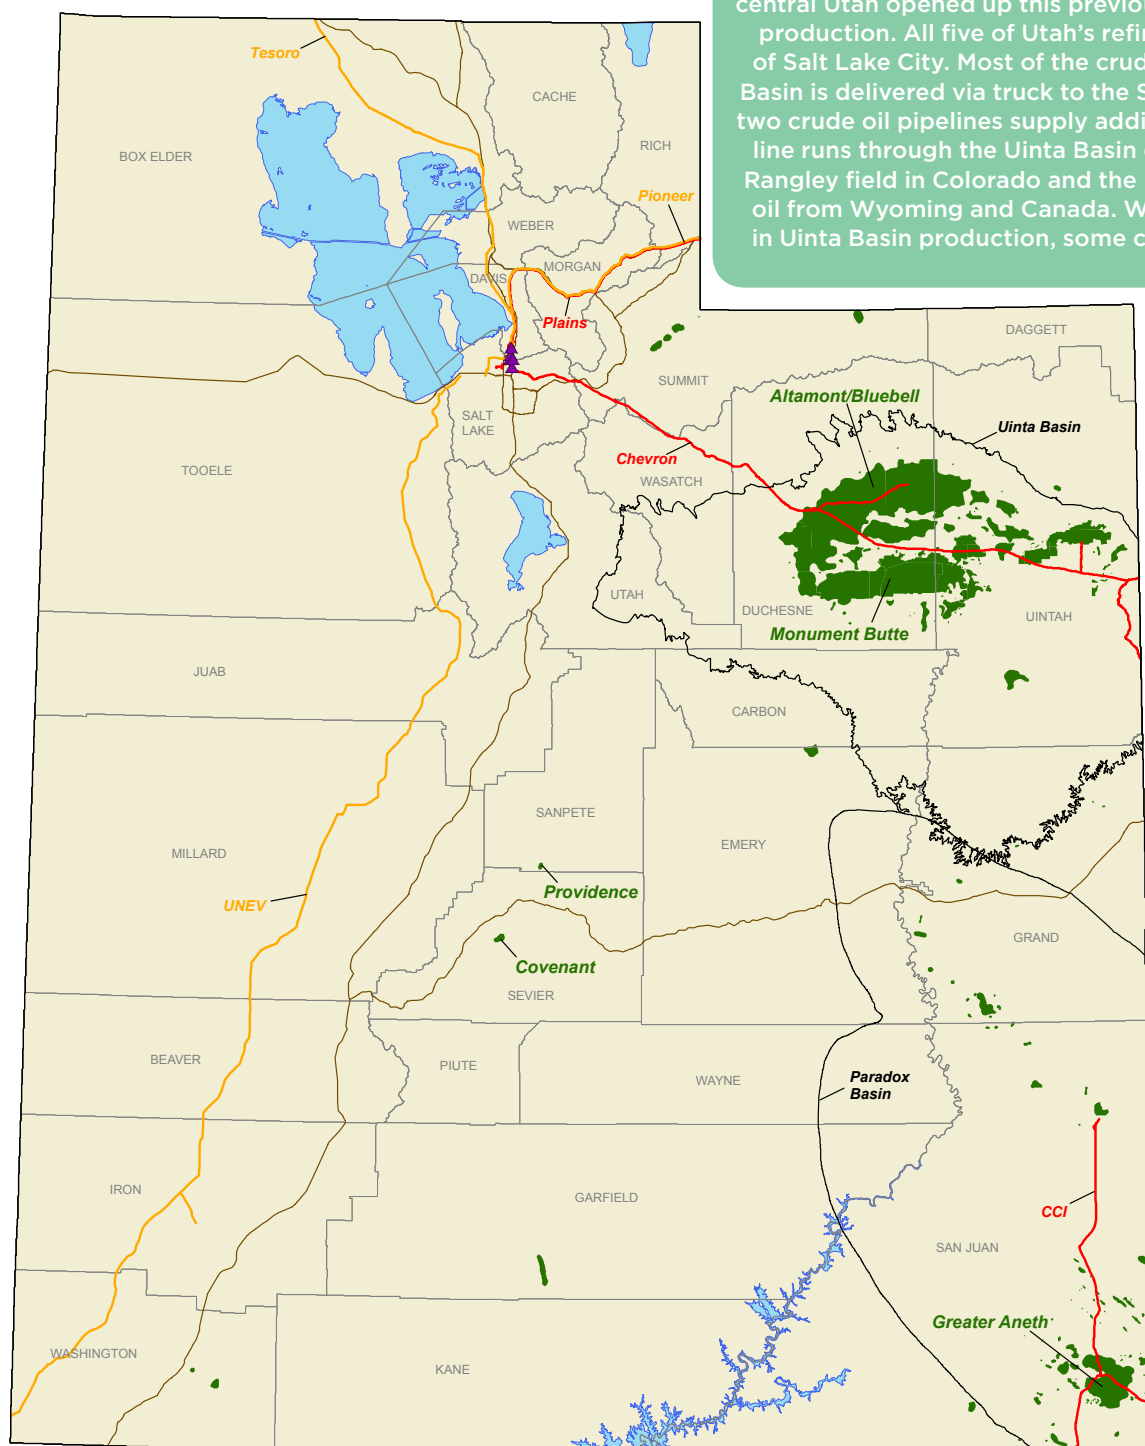 central Utah opened up this previo
production. All five of Utah's refin
of Salt Lake City. Most of the crud
Basin is delivered via truck to the S
two crude oil pipelines supply addi
line runs through the Uinta Basin
Rangley field in Colorado and the
oil from Wyoming and Canada. W
in Uinta Basin production, some c
Tesoro
CACHE
BOX ELDER
RICH
Pioneer
WEBER
MORGAN
DAVIS
Plains
DAGGETT
SUMMIT
Altamont/Bluebell
SALT
LAKE
Uinta Basin
Chevron
TOOELE
WASATCH
UTAH
DUCHESNE
UINTAH
Monument Butte
JUAB
CARBON
SANPETE
EMERY
MILLARD
Providence
UNEV
GRAND
Covenant
SEVIER
BEAVER
PIUTE
WAYNE
Paradox
Basin
IRON
GARFIELD
CCI
SAN JUAN
Greater Aneth
WASHINGTON
KANE